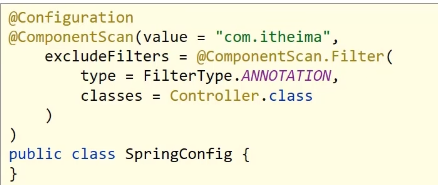 @Configuration
@ComponentScan(value = "com.itheima",
    excludeFilters = @ComponentScan.Filter(
        type = FilterType.ANNOTATION,
        classes = Controller.class
    )
)
public class SpringConfig {
}